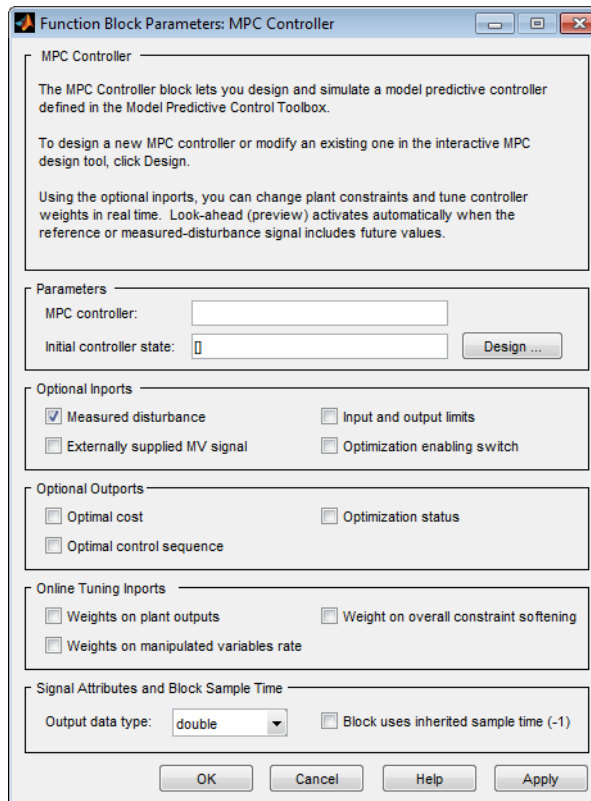 Function Block Parameters: MPC Controller
MPC Controller
The MPC Controller block lets you design and simulate a model predictive controller
defined in the Model Predictive Control Toolbox.
To design a new MPC controller or modify an existing one in the interactive MPC
design tool, click Design.
Using the optional inports, you can change plant constraints and tune controller
weights in real time.  Look-ahead (preview) activates automatically when the
reference or measured-disturbance signal includes future values.
Parameters
MPC controller:
Initial controller state: [] Design ...
Optional Inports
Measured disturbance Input and output limits
Externally supplied MV signal Optimization enabling switch
Optional Outports
Optimal cost Optimization status
Optimal control sequence
Online Tuning Inports
Weights on plant outputs Weight on overall constraint softening
Weights on manipulated variables rate
Signal Attributes and Block Sample Time
Output data type: double Block uses inherited sample time (-1)
OK Cancel Help Apply